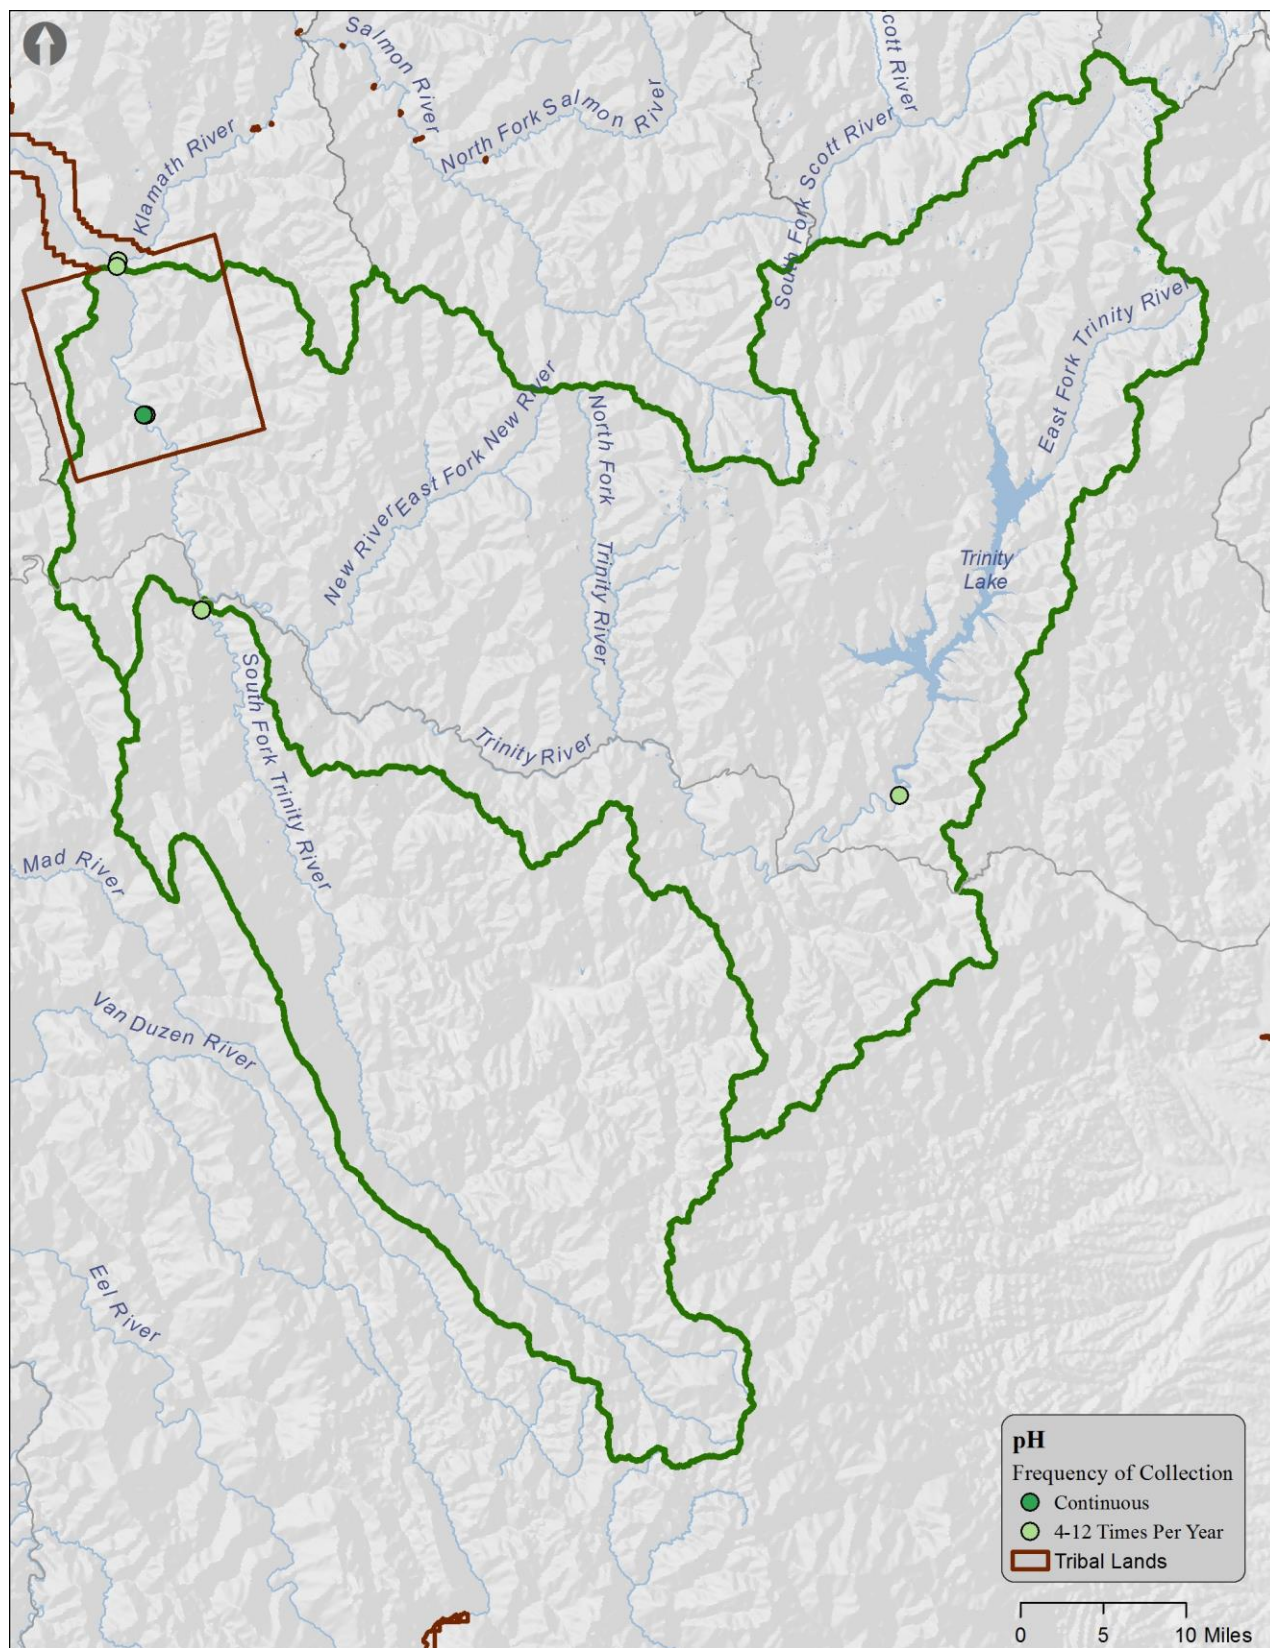 Salmon River
Scott River
North Fork Salmon River
Klamath River
South Fork Scott River
East Fork Trinity River
East Fork New River
New River
North Fork Trinity River
Trinity
Lake
South Fork Trinity River
Trinity River
Mad River
Van Duzen River
Eel River
pH
Frequency of Collection
Continuous
4-12 Times Per Year
Tribal Lands
0 5 10 Miles